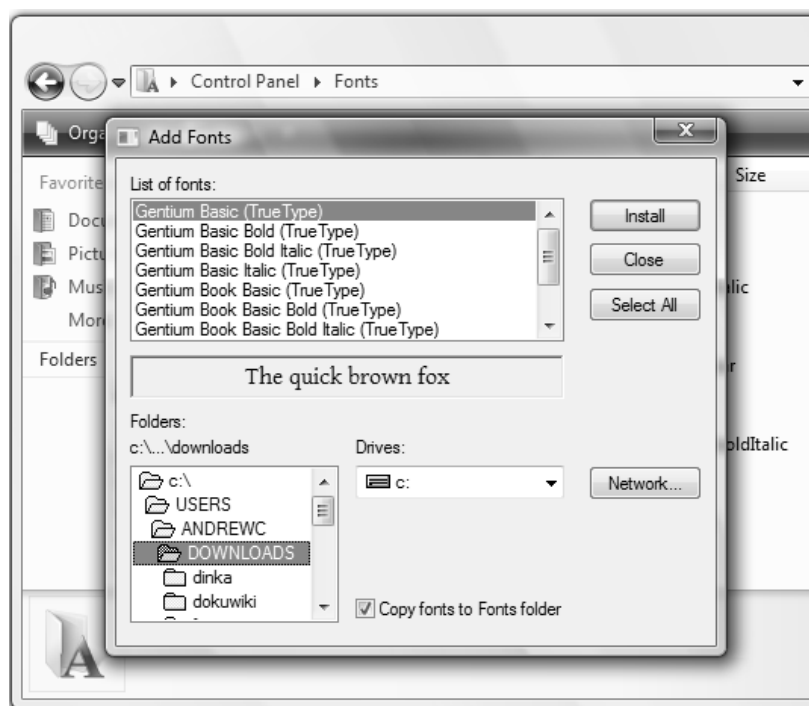 Control Panel ▸ Fonts
Orga
Add Fonts
X
Favorite
Docu
Pictu
Mus
More
Folders
Size
alic
r
oldItalic
List of fonts:
Gentium Basic (TrueType)
Gentium Basic Bold (TrueType)
Gentium Basic Bold Italic (TrueType)
Gentium Basic Italic (TrueType)
Gentium Book Basic (TrueType)
Gentium Book Basic Bold (TrueType)
Gentium Book Basic Bold Italic (TrueType)
Install
Close
Select All
The quick brown fox
Folders:
c:\...\downloads
c:\
USERS
ANDREWC
DOWNLOADS
dinka
dokuwiki
Drives:
c:
Network...
Copy fonts to Fonts folder